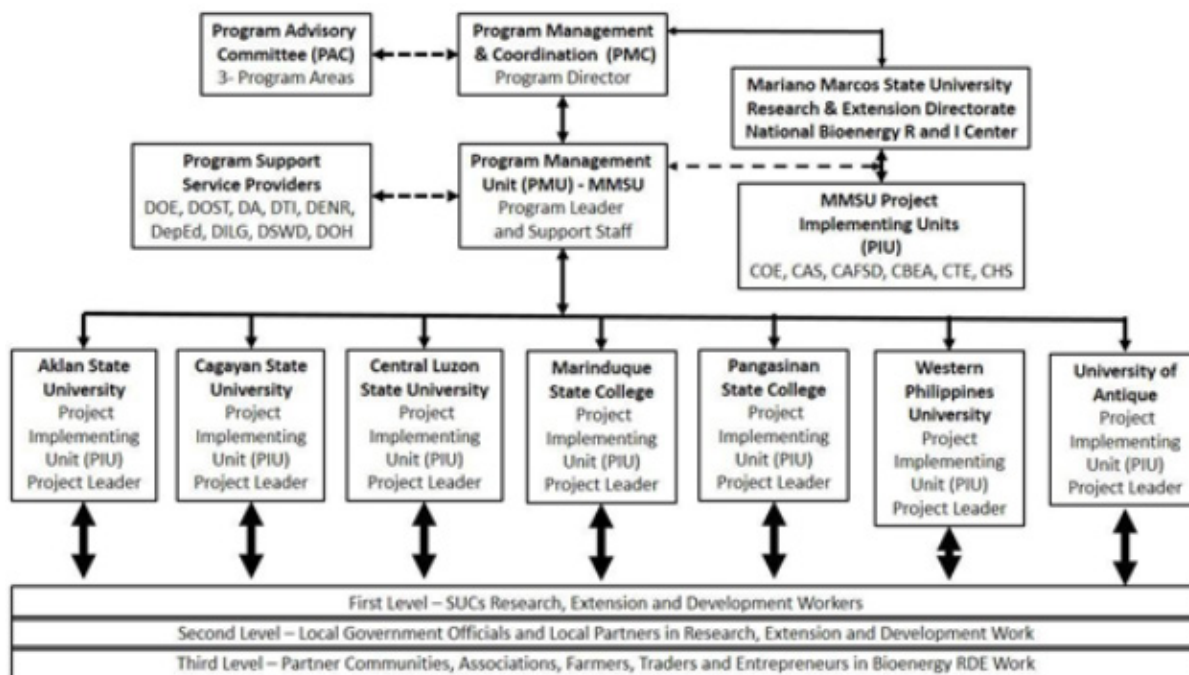 Program Advisory
Committee (PAC)
3- Program Areas
Program Management
& Coordination (PMC)
Program Director
Mariano Marcos State University
Research & Extension Directorate
National Bioenergy R and I Center
Program Support
Service Providers
DOE, DOST, DA, DTI, DENR,
DepEd, DILG, DSWD, DOH
Program Management
Unit (PMU) - MMSU
Program Leader
and Support Staff
MMSU Project
Implementing Units
(PIU)
COE, CAS, CAFSD, CBEA, CTE, CHS
Aklan State
University
Project
Implementing
Unit (PIU)
Project Leader
Cagayan State
University
Project
Implementing
Unit (PIU)
Project Leader
Central Luzon
State University
Project
Implementing
Unit (PIU)
Project Leader
Marinduque
State College
Project
Implementing
Unit (PIU)
Project Leader
Pangasinan
State College
Project
Implementing
Unit (PIU)
Project Leader
Western
Philippines
University
Project
Implementing
Unit (PIU)
Project Leader
University of
Antique
Project
Implementing
Unit (PIU)
Project Leader
First Level – SUCs Research, Extension and Development Workers
Second Level – Local Government Officials and Local Partners in Research, Extension and Development Work
Third Level – Partner Communities, Associations, Farmers, Traders and Entrepreneurs in Bioenergy RDE Work